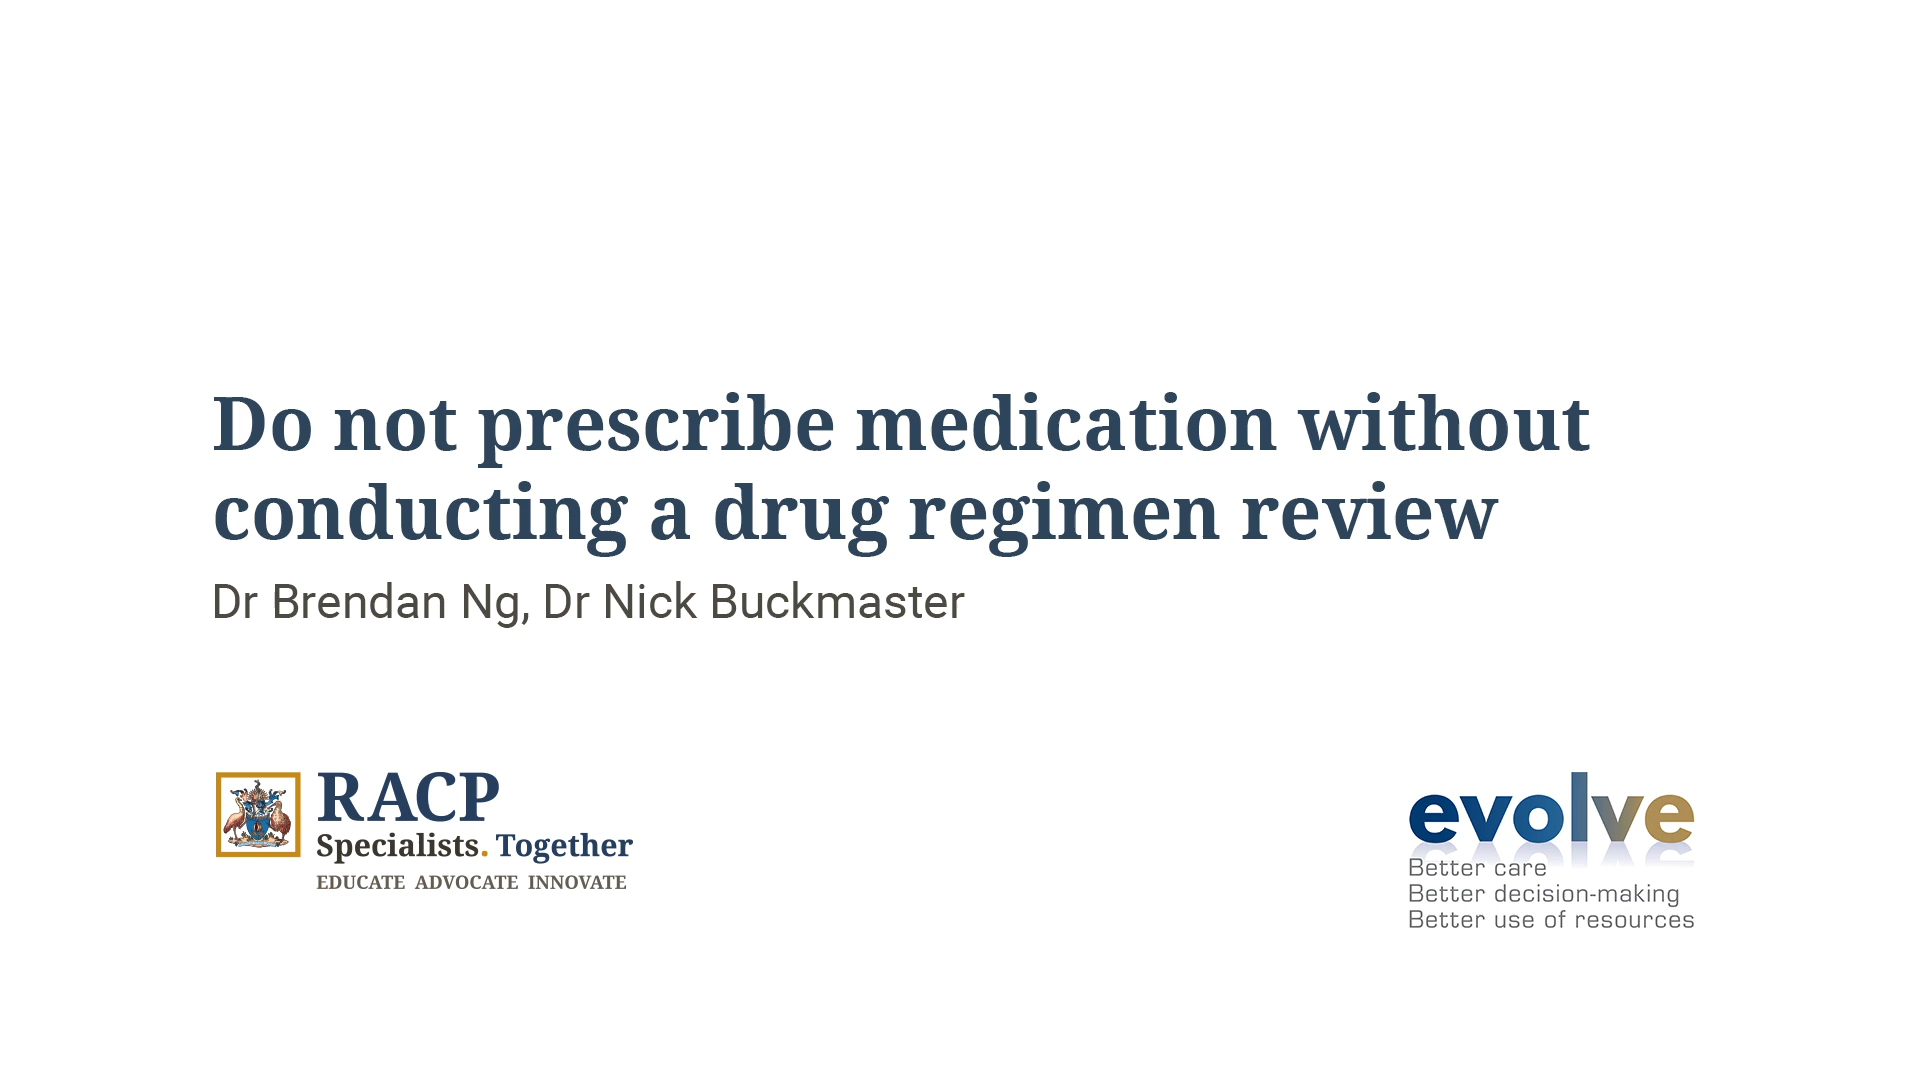 Do not prescribe medication without
conducting a drug regimen review
Dr Brendan Ng, Dr Nick Buckmaster
RACP
Specialists. Together
EDUCATE ADVOCATE INNOVATE
evolve
Better care
Better decision-making
Better use of resources